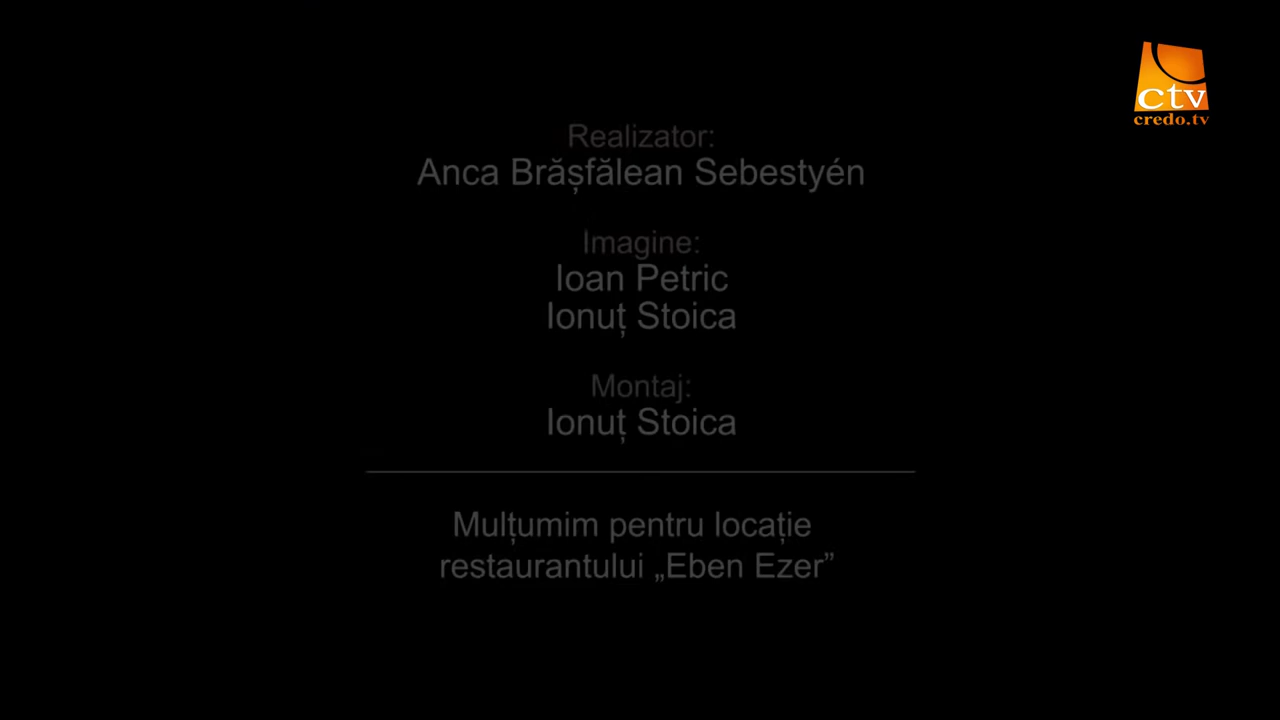 ctv
credo.tv
Realizator:
Anca Brășfălean Sebestyén
Imagine:
Ioan Petric
Ionuț Stoica
Montaj:
Ionuț Stoica
Mulțumim pentru locație
restaurantului „Eben Ezer”